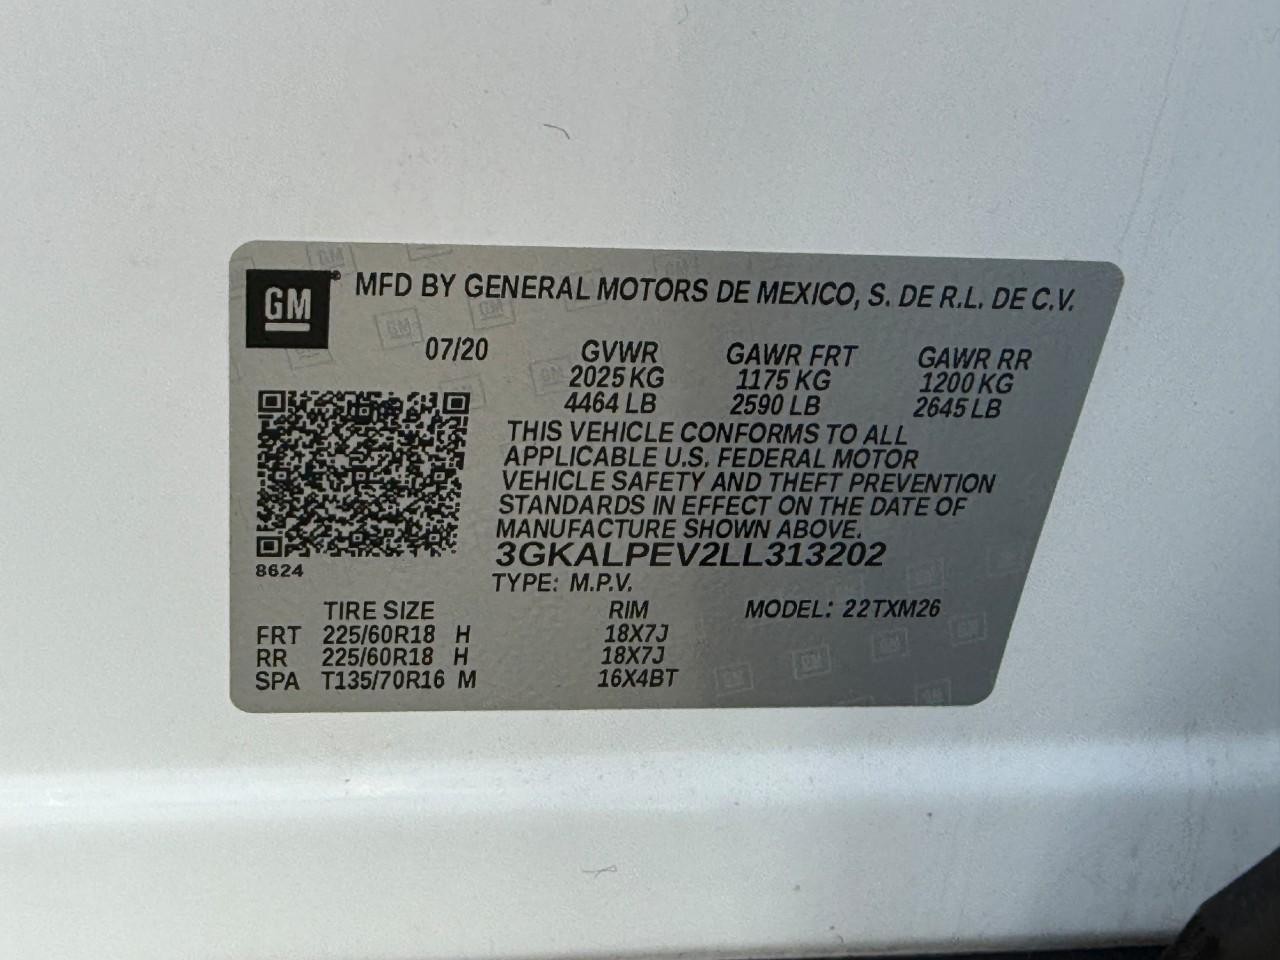 GM® MFD BY GENERAL MOTORS DE MEXICO, S. DE R.L. DE C.V.
07/20 GVWR GAWR FRT GAWR RR
2025 KG 1175 KG 1200 KG
4464 LB 2590 LB 2645 LB
THIS VEHICLE CONFORMS TO ALL
APPLICABLE U.S. FEDERAL MOTOR
VEHICLE SAFETY AND THEFT PREVENTION
STANDARDS IN EFFECT ON THE DATE OF
MANUFACTURE SHOWN ABOVE.
3GKALPEV2LL313202
8624
TYPE: M.P.V.
TIRE SIZE RIM MODEL: 22TXM26
FRT 225/60R18 H 18X7J
RR 225/60R18 H 18X7J
SPA T135/70R16 M 16X4BT